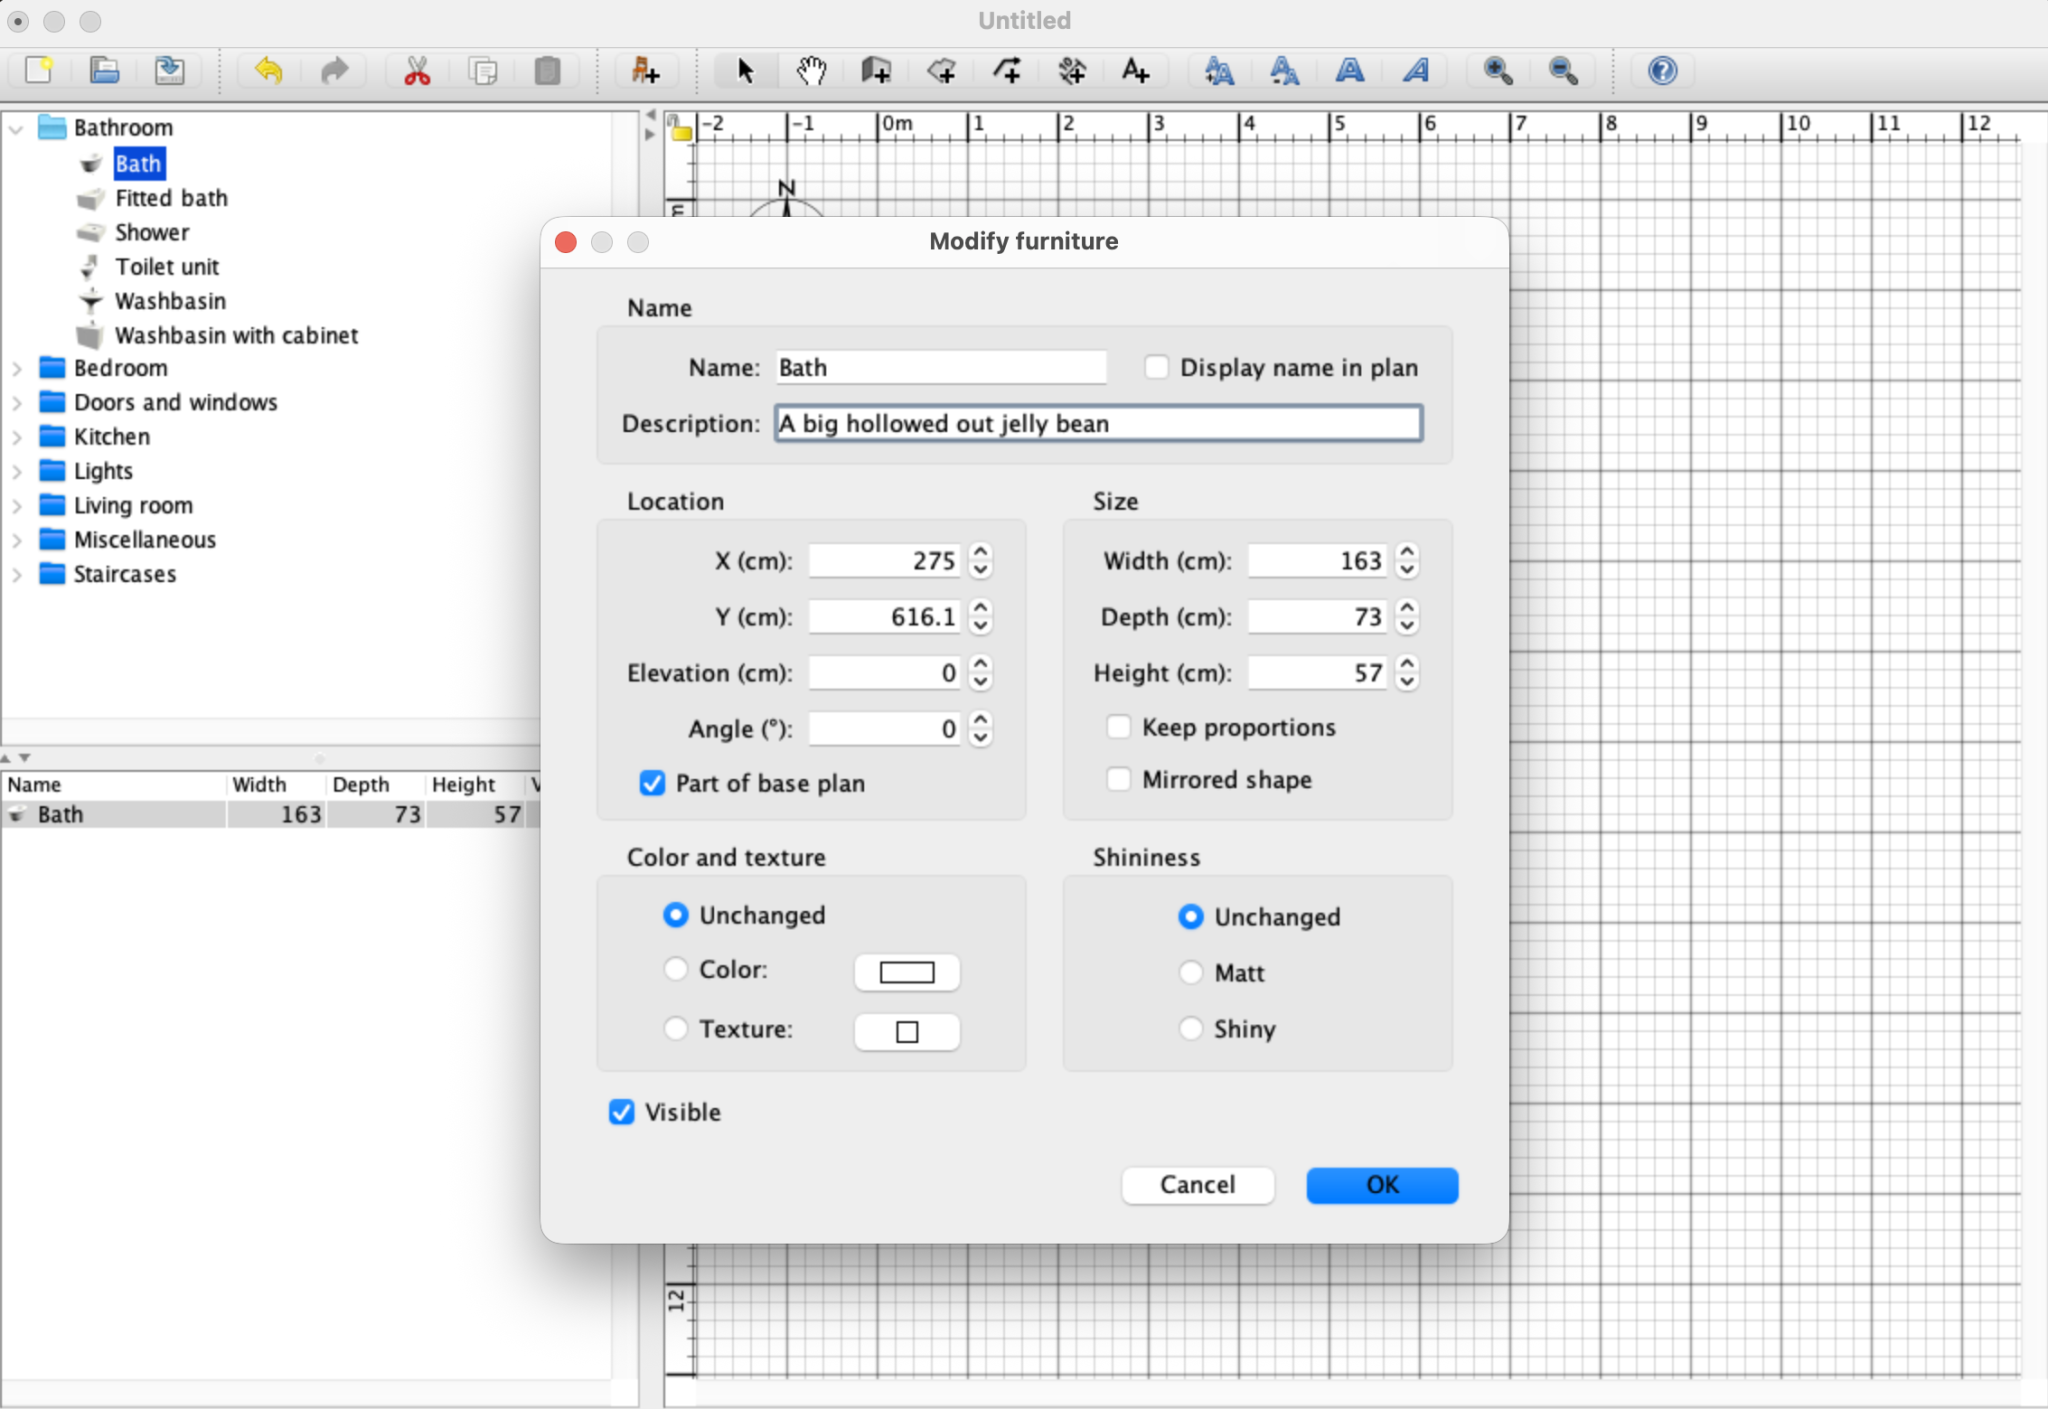 Untitled
Bathroom
Bath
Fitted bath
Shower
Toilet unit
Washbasin
Washbasin with cabinet
Bedroom
Doors and windows
Kitchen
Lights
Living room
Miscellaneous
Staircases
Name Width Depth Height V
Bath 163 73 57
-2 -1 0m 1 2 3 4 5 6 7 8 9 10 11 12
N
m
12
Modify furniture
Name
Name: Bath Display name in plan
Description: A big hollowed out jelly bean
Location Size
X (cm): 275 Width (cm): 163
Y (cm): 616.1 Depth (cm): 73
Elevation (cm): 0 Height (cm): 57
Angle (°): 0 Keep proportions
Part of base plan Mirrored shape
Color and texture Shininess
Unchanged Unchanged
Color: Matt
Texture: Shiny
Visible
Cancel OK